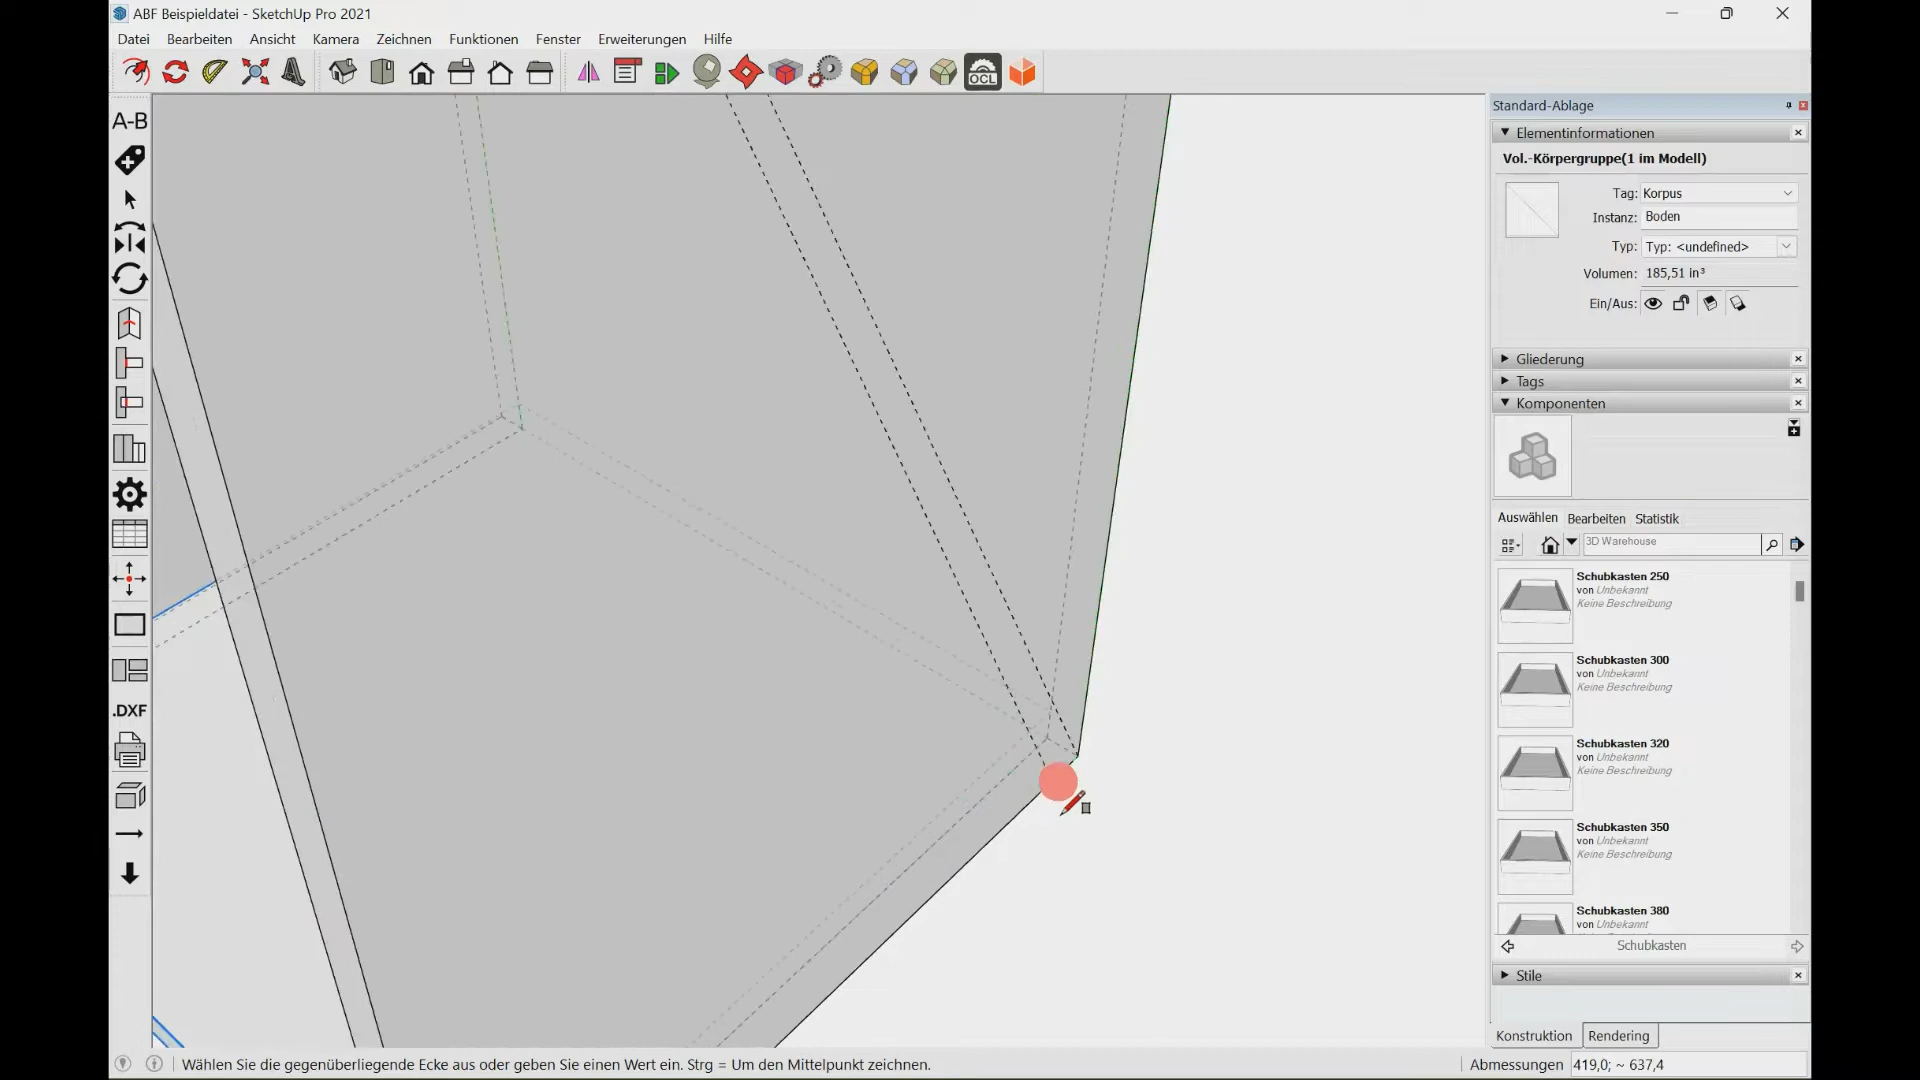 ABF Beispieldatei - SketchUp Pro 2021
Datei Bearbeiten Ansicht Kamera Zeichnen Funktionen Fenster Erweiterungen Hilfe
OCL
A-B
.DXF
Standard-Ablage
Elementinformationen
Vol.-Körpergruppe(1 im Modell)
Tag: Korpus
Instanz: Boden
Typ: Typ: <undefined>
Volumen: 185,51 in³
Ein/Aus:
Gliederung
Tags
Komponenten
Auswählen Bearbeiten Statistik
3D Warehouse
Schubkasten 250
von Unbekannt
Keine Beschreibung
Schubkasten 300
von Unbekannt
Keine Beschreibung
Schubkasten 320
von Unbekannt
Keine Beschreibung
Schubkasten 350
von Unbekannt
Keine Beschreibung
Schubkasten 380
von Unbekannt
Schubkasten
Stile
Konstruktion Rendering
Wählen Sie die gegenüberliegende Ecke aus oder geben Sie einen Wert ein. Strg = Um den Mittelpunkt zeichnen.
Abmessungen 419,0; ~ 637,4